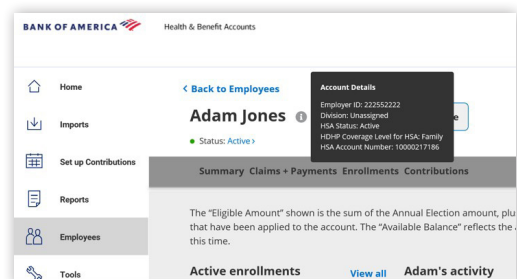 BANK OF AMERICA
Health & Benefit Accounts
Home
Imports
Set up Contributions
Reports
Employees
Tools
< Back to Employees
Adam Jones
Status: Active >
Account Details
Employer ID: 222552222
Division: Unassigned
HSA Status: Active
HDHP Coverage Level for HSA: Family
HSA Account Number: 10000217186
e
Summary Claims + Payments Enrollments Contributions
The "Eligible Amount" shown is the sum of the Annual Election amount, plu
that have been applied to the account. The "Available Balance" reflects the
this time.
Active enrollments
View all
Adam's activity